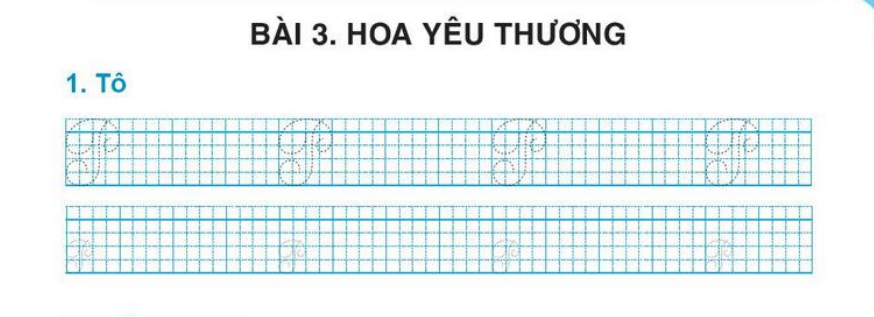 BÀI 3. HOA YÊU THƯƠNG
1. Tô
P P P P
P P P P